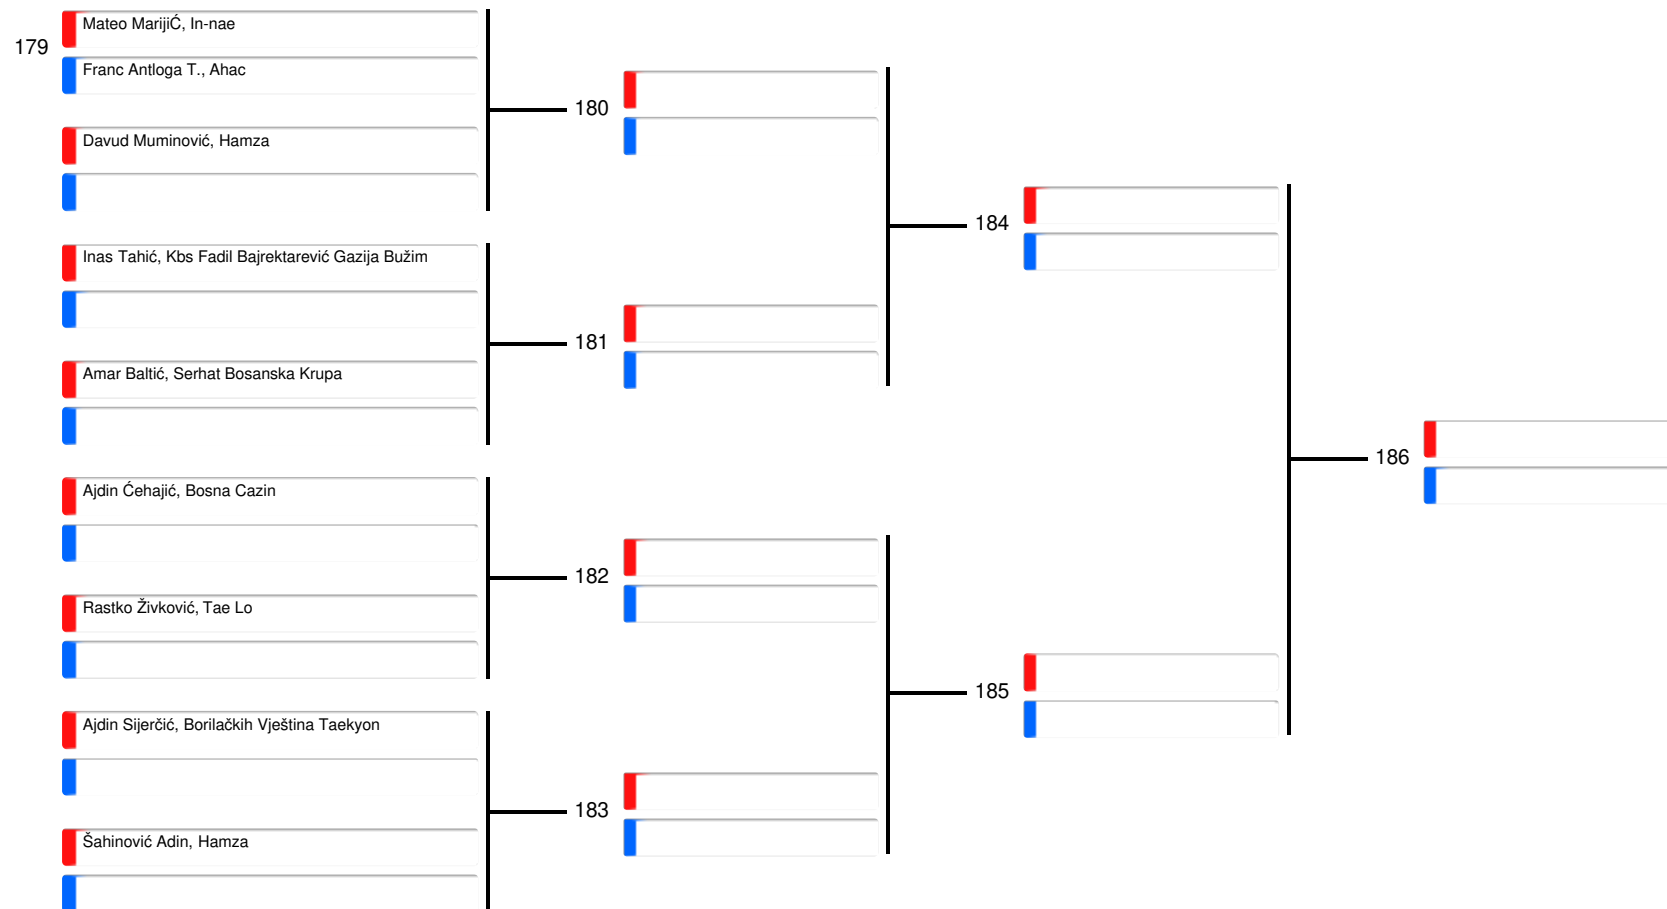 Mateo MarijiĆ, In-nae
179
Franc Antloga T., Ahac
180
Davud Muminović, Hamza
184
Inas Tahić, Kbs Fadil Bajrektarević Gazija Bužim
181
Amar Baltić, Serhat Bosanska Krupa
186
Ajdin Ćehajić, Bosna Cazin
182
Rastko Živković, Tae Lo
185
Ajdin Sijerčić, Borilačkih Vještina Taekyon
183
Šahinović Adin, Hamza